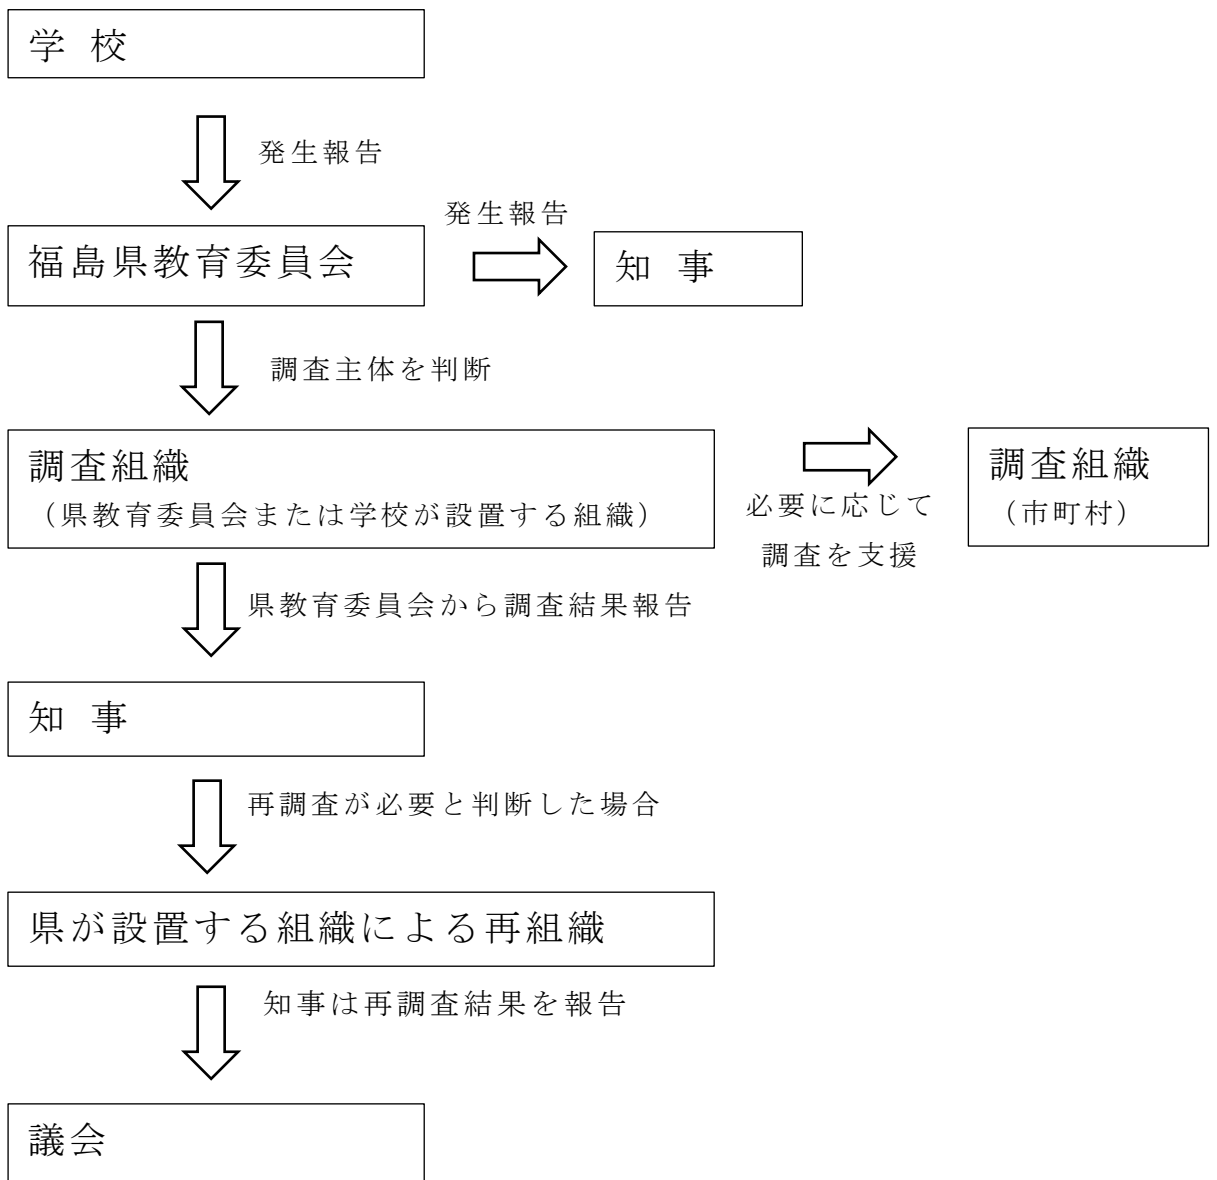 学 校
発生報告
発生報告
福島県教育委員会
知 事
調査主体を判断
調査組織
（県教育委員会または学校が設置する組織）
必要に応じて
調査を支援
調査組織
（市町村）
県教育委員会から調査結果報告
知 事
再調査が必要と判断した場合
県が設置する組織による再組織
知事は再調査結果を報告
議会